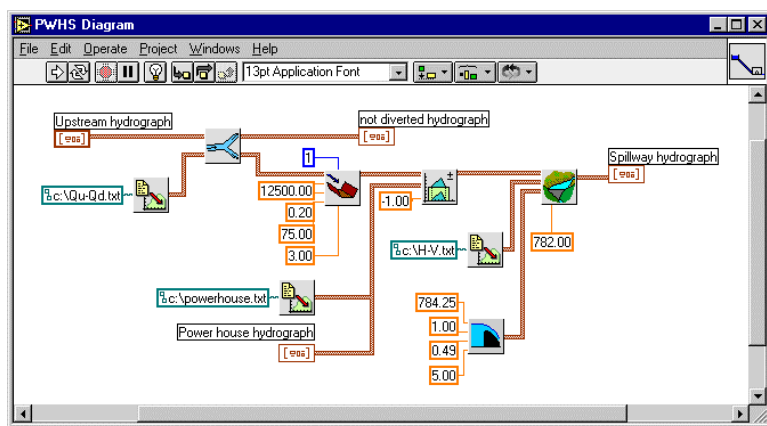 PWHS Diagram
File Edit Operate Project Windows Help
13pt Application Font
Upstream hydrograph
not diverted hydrograph
1
Spillway hydrograph
c:\Qu-Qd.txt
12500.00
0.20
75.00
3.00
-1.00
±
c:\H-V.txt
782.00
c:\powerhouse.txt
Power house hydrograph
784.25
1.00
0.49
5.00